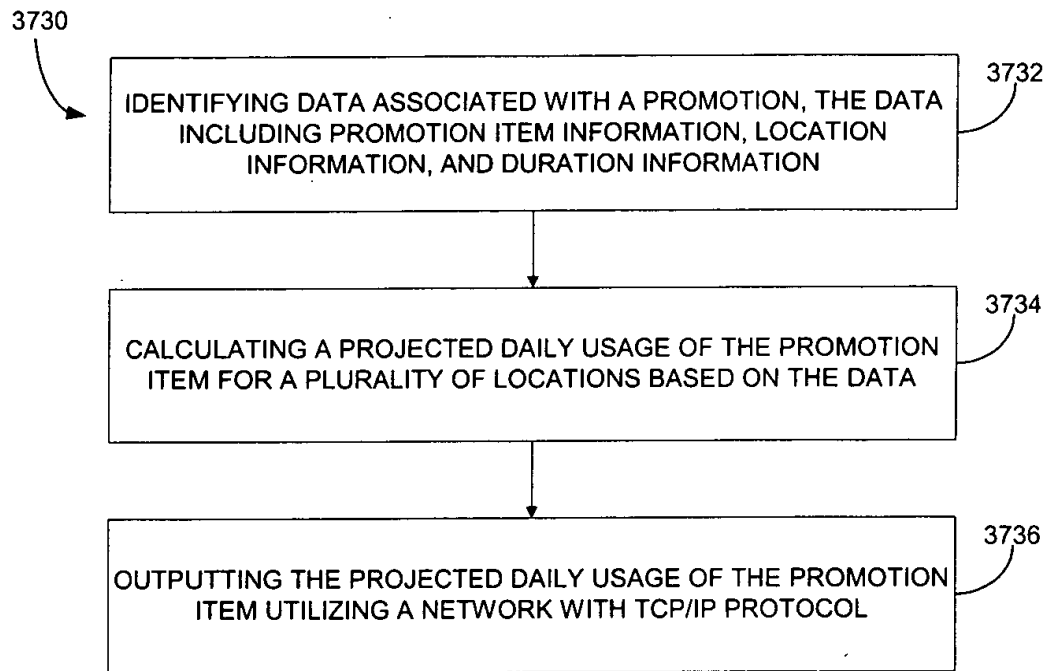 3730
3732
IDENTIFYING DATA ASSOCIATED WITH A PROMOTION, THE DATA
INCLUDING PROMOTION ITEM INFORMATION, LOCATION
INFORMATION, AND DURATION INFORMATION
3734
CALCULATING A PROJECTED DAILY USAGE OF THE PROMOTION
ITEM FOR A PLURALITY OF LOCATIONS BASED ON THE DATA
3736
OUTPUTTING THE PROJECTED DAILY USAGE OF THE PROMOTION
ITEM UTILIZING A NETWORK WITH TCP/IP PROTOCOL